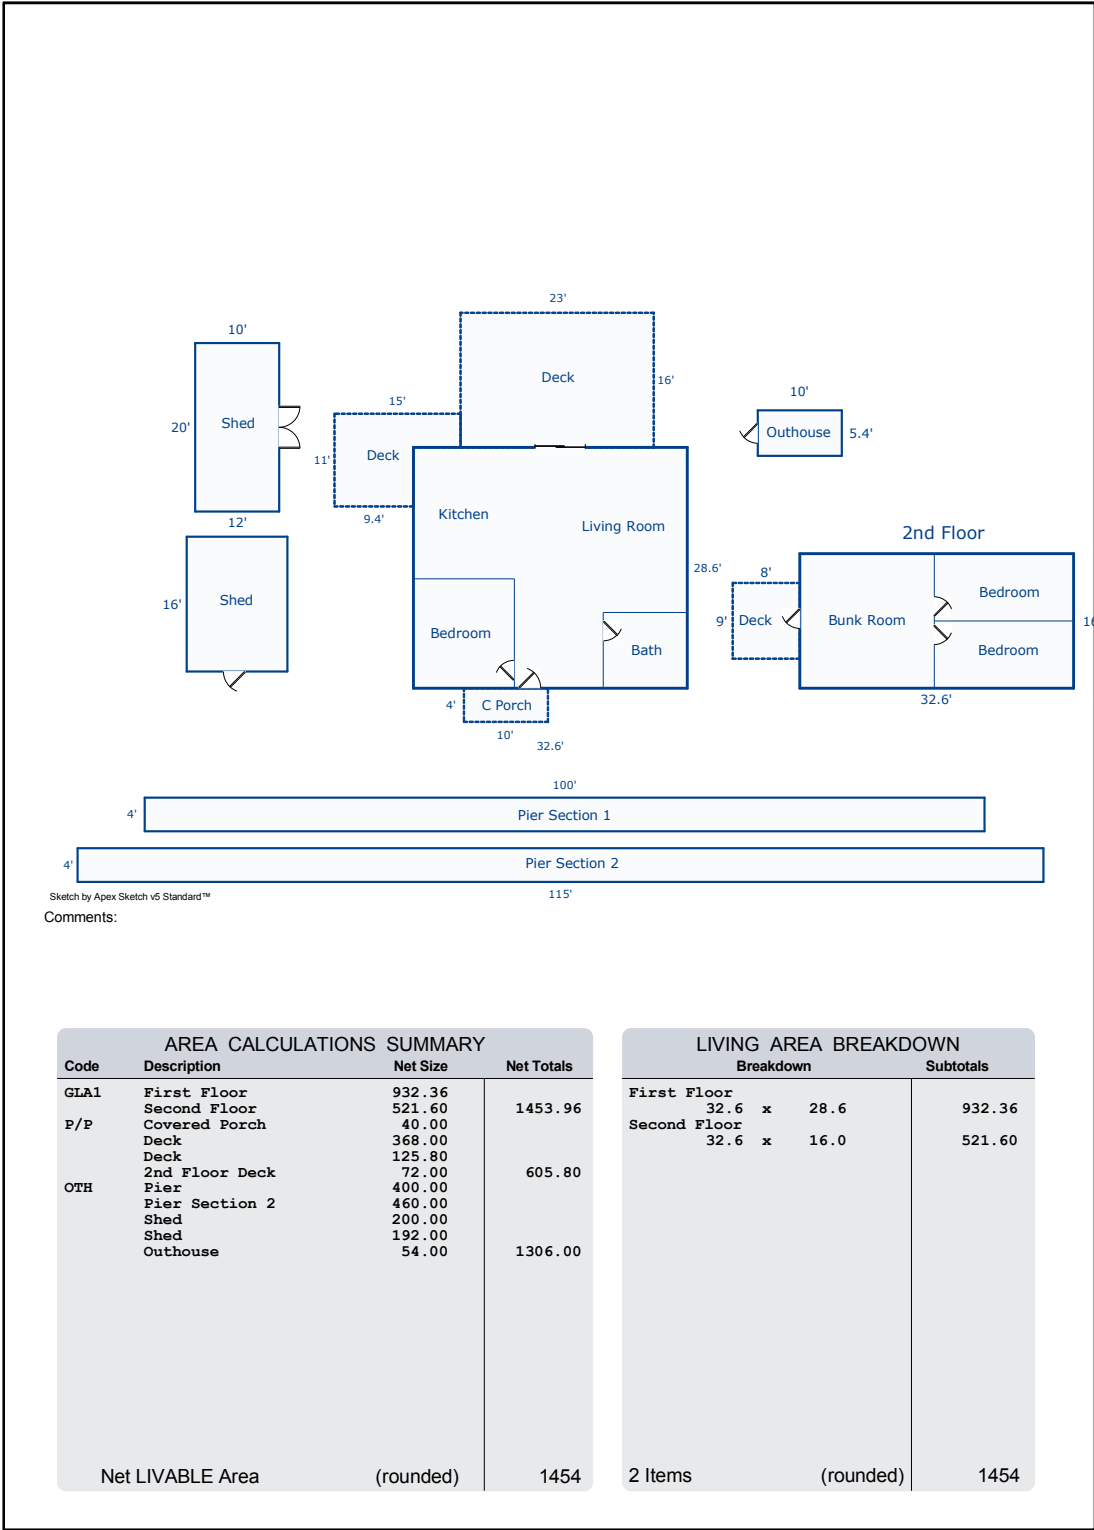 23'
10'
Deck
16'
15'
10'
20'
Shed
Outhouse
5.4'
11'
Deck
9.4'
Kitchen
12'
Living Room
2nd Floor
28.6'
8'
Bedroom
16'
Shed
9'
Deck
Bunk Room
16
Bedroom
Bath
Bedroom
32.6'
4'
C Porch
10'
32.6'
100'
4'
Pier Section 1
4'
Pier Section 2
115'
Sketch by Apex Sketch v5 Standard™
Comments:
AREA CALCULATIONS SUMMARY
Code Description Net Size Net Totals
GLA1 First Floor 932.36
Second Floor 521.60 1453.96
P/P Covered Porch 40.00
Deck 368.00
Deck 125.80
2nd Floor Deck 72.00 605.80
OTH Pier 400.00
Pier Section 2 460.00
Shed 200.00
Shed 192.00
Outhouse 54.00 1306.00
Net LIVABLE Area (rounded) 1454
LIVING AREA BREAKDOWN
Breakdown Subtotals
First Floor
32.6 x 28.6 932.36
Second Floor
32.6 x 16.0 521.60
2 Items (rounded) 1454